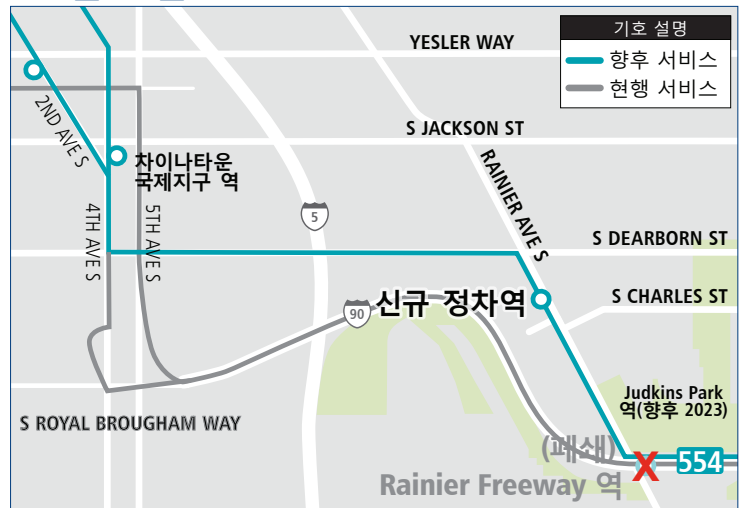 기호 설명
향후 서비스
현행 서비스
YESLER WAY
2ND AVE S
S JACKSON ST
차이나타운
국제지구 역
RAINIER AVE S
4TH AVE S
5TH AVE S
5
S DEARBORN ST
신규 정차역
S CHARLES ST
90
Judkins Park
역(향후 2023)
S ROYAL BROUGHAM WAY
(폐쇄)
Rainier Freeway 역
X
554